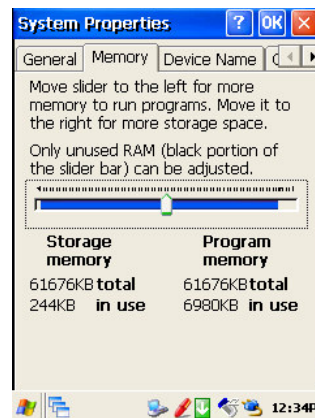 System Properties ? OK ×
General Memory Device Name
Move slider to the
left for more
memory to run programs. Move it to
the right for more storage space.
Only unused RAM (black portion of
the slider bar) can be adjusted.
Storage memory
Program memory
61676KB total 61676KB total
244KB in use 6980KB in use
12:34P